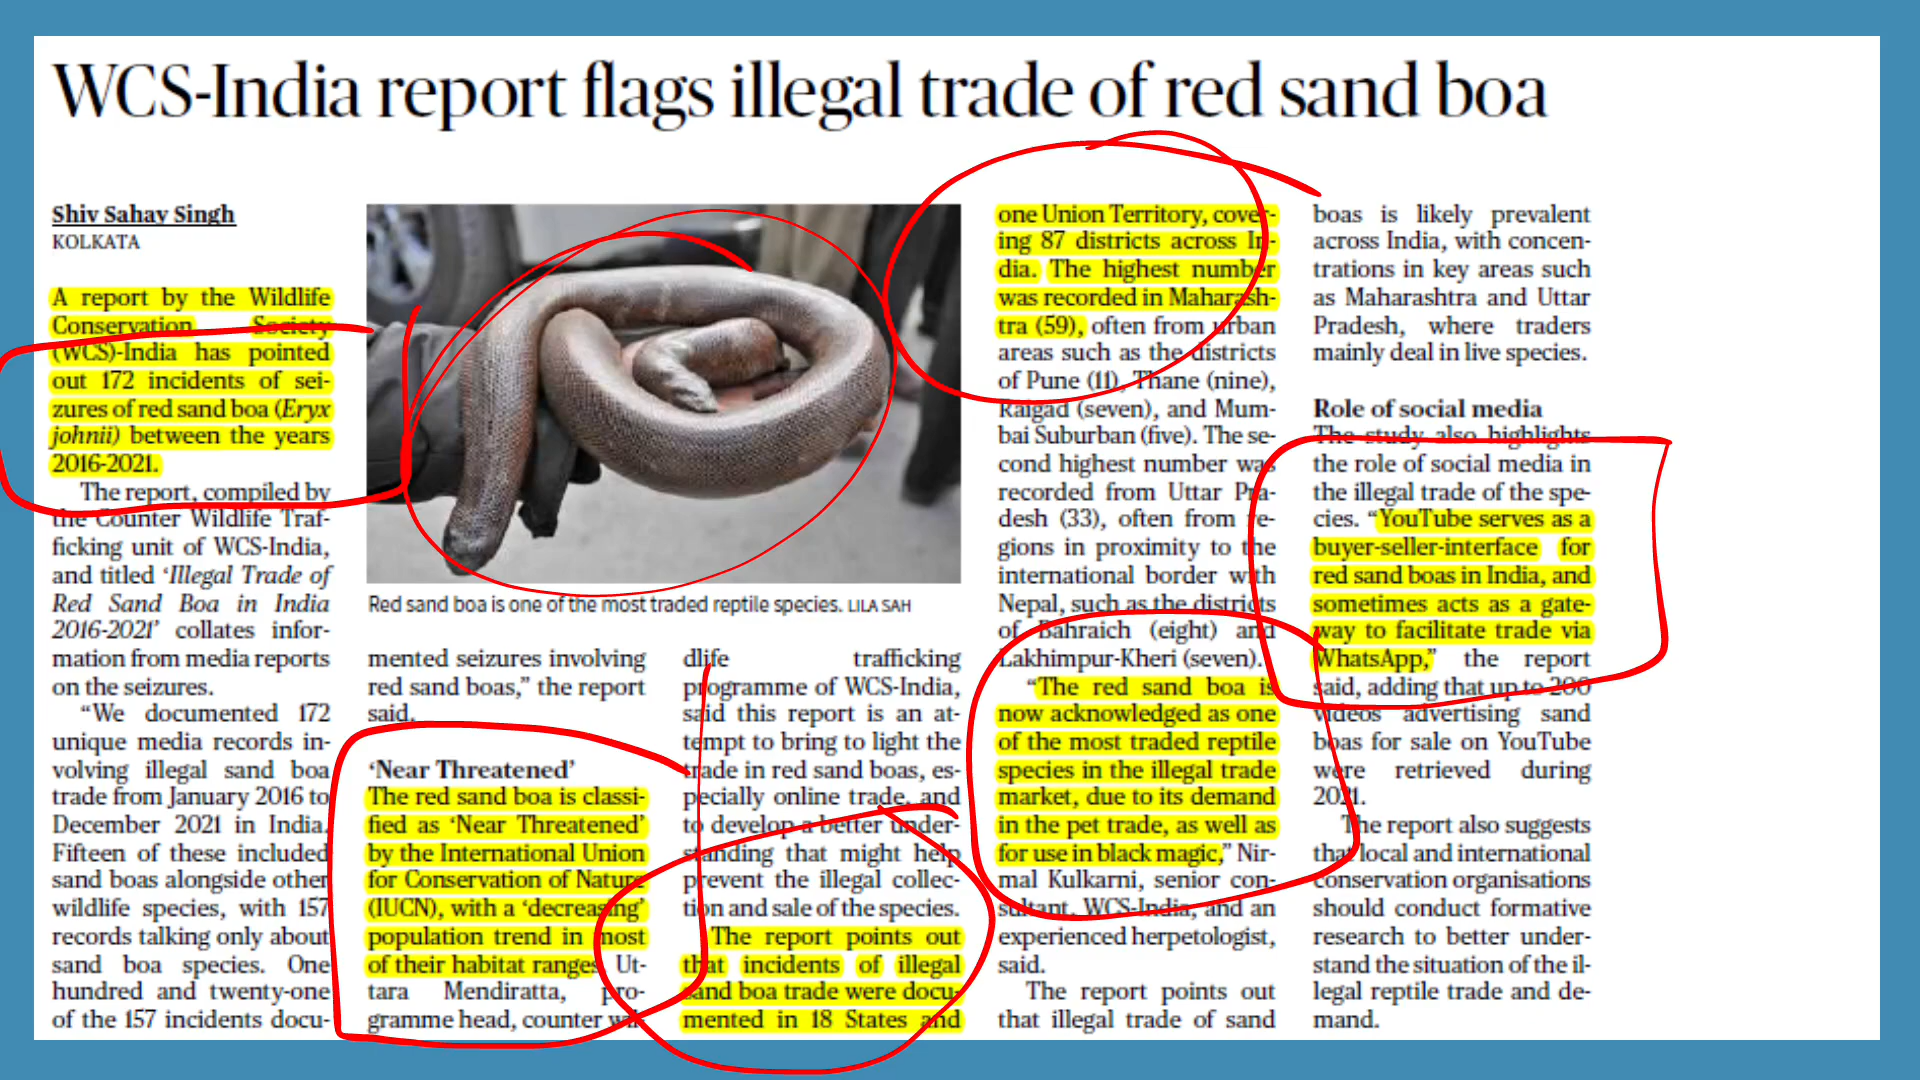 WCS-India report flags illegal trade of red sand boa
Shiv Sahay Singh
KOLKATA
A report by the Wildlife
Conservation Society
(WCS)-India has pointed
out 172 incidents of sei-
zures of red sand boa (Eryx
johnii) between the years
2016-2021.
The report, compiled by
the Counter Wildlife Traf-
ficking unit of WCS-India,
and titled ‘Illegal Trade of
Red Sand Boa in India
2016-2021’ collates infor-
mation from media reports
on the seizures.
“We documented 172
unique media records in-
volving illegal sand boa
trade from January 2016 to
December 2021 in India.
Fifteen of these included
sand boas alongside other
wildlife species, with 157
records talking only about
sand boa species. One
hundred and twenty-one
of the 157 incidents docu-
Red sand boa is one of the most traded reptile species. LILA SAH
mented seizures involving
red sand boas,” the report
said.
‘Near Threatened’
The red sand boa is classi-
fied as ‘Near Threatened’
by the International Union
for Conservation of Nature
(IUCN), with a ‘decreasing’
population trend in most
of their habitat ranges. Ut-
tara Mendiratta, pro-
gramme head, counter wil-
dlife trafficking
programme of WCS-India,
said this report is an at-
tempt to bring to light the
trade in red sand boas, es-
pecially online trade, and
to develop a better under-
standing that might help
prevent the illegal collec-
tion and sale of the species.
The report points out
that incidents of illegal
sand boa trade were docu-
mented in 18 States and
one Union Territory, cover-
ing 87 districts across In-
dia. The highest number
was recorded in Maharash-
tra (59), often from urban
areas such as the districts
of Pune (11), Thane (nine),
Raigad (seven), and Mum-
bai Suburban (five). The se-
cond highest number was
recorded from Uttar Pra-
desh (33), often from re-
gions in proximity to the
international border with
Nepal, such as the districts
of Bahraich (eight) and
Lakhimpur-Kheri (seven).
“The red sand boa is
now acknowledged as one
of the most traded reptile
species in the illegal trade
market, due to its demand
in the pet trade, as well as
for use in black magic,” Nir-
mal Kulkarni, senior con-
sultant, WCS-India, and an
experienced herpetologist,
said.
The report points out
that illegal trade of sand
boas is likely prevalent
across India, with concen-
trations in key areas such
as Maharashtra and Uttar
Pradesh, where traders
mainly deal in live species.
Role of social media
The study also highlights
the role of social media in
the illegal trade of the spe-
cies. “YouTube serves as a
buyer-seller-interface for
red sand boas in India, and
sometimes acts as a gate-
way to facilitate trade via
WhatsApp,” the report
said, adding that up to 200
videos advertising sand
boas for sale on YouTube
were retrieved during
2021.
The report also suggests
that local and international
conservation organisations
should conduct formative
research to better under-
stand the situation of the il-
legal reptile trade and de-
mand.